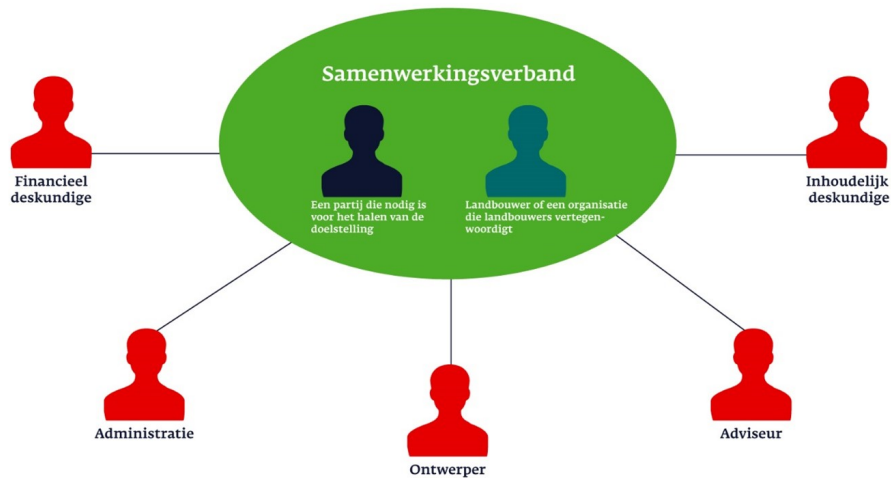 Samenwerkingsverband
Een partij die nodig is
voor het halen van de
doelstelling
Landbouwer of een organisatie
die landbouwers vertegen-
woordigt
Financieel
deskundige
Inhoudelijk
deskundige
Administratie
Ontwerper
Adviseur